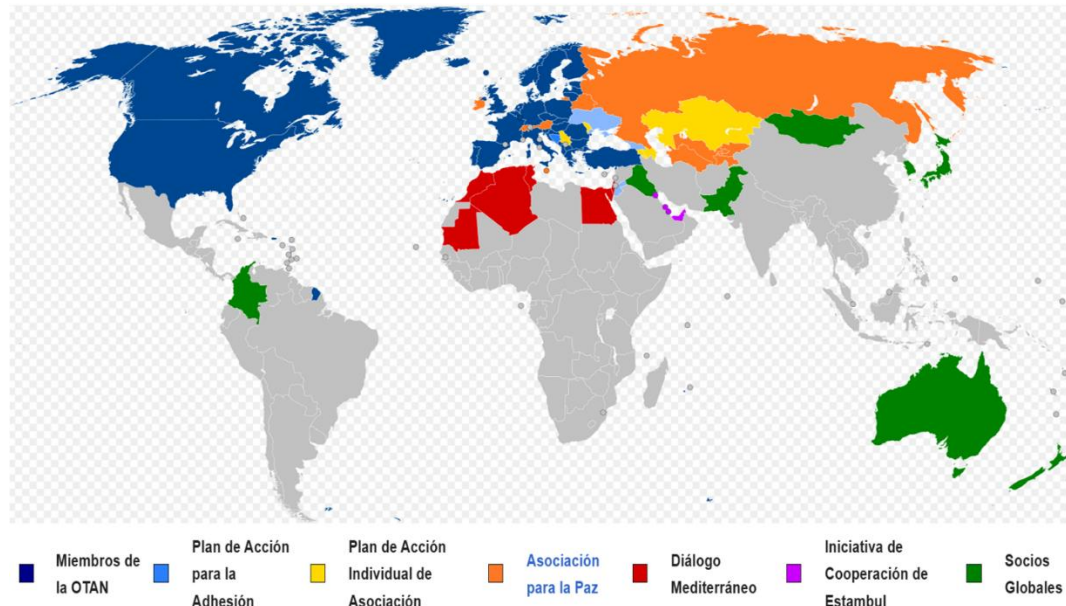 Miembros de
la OTAN
Plan de Acción
para la
Adhesión
Plan de Acción
Individual de
Asociación
Asociación
para la Paz
Diálogo
Mediterráneo
Iniciativa de
Cooperación de
Estambul
Socios
Globales